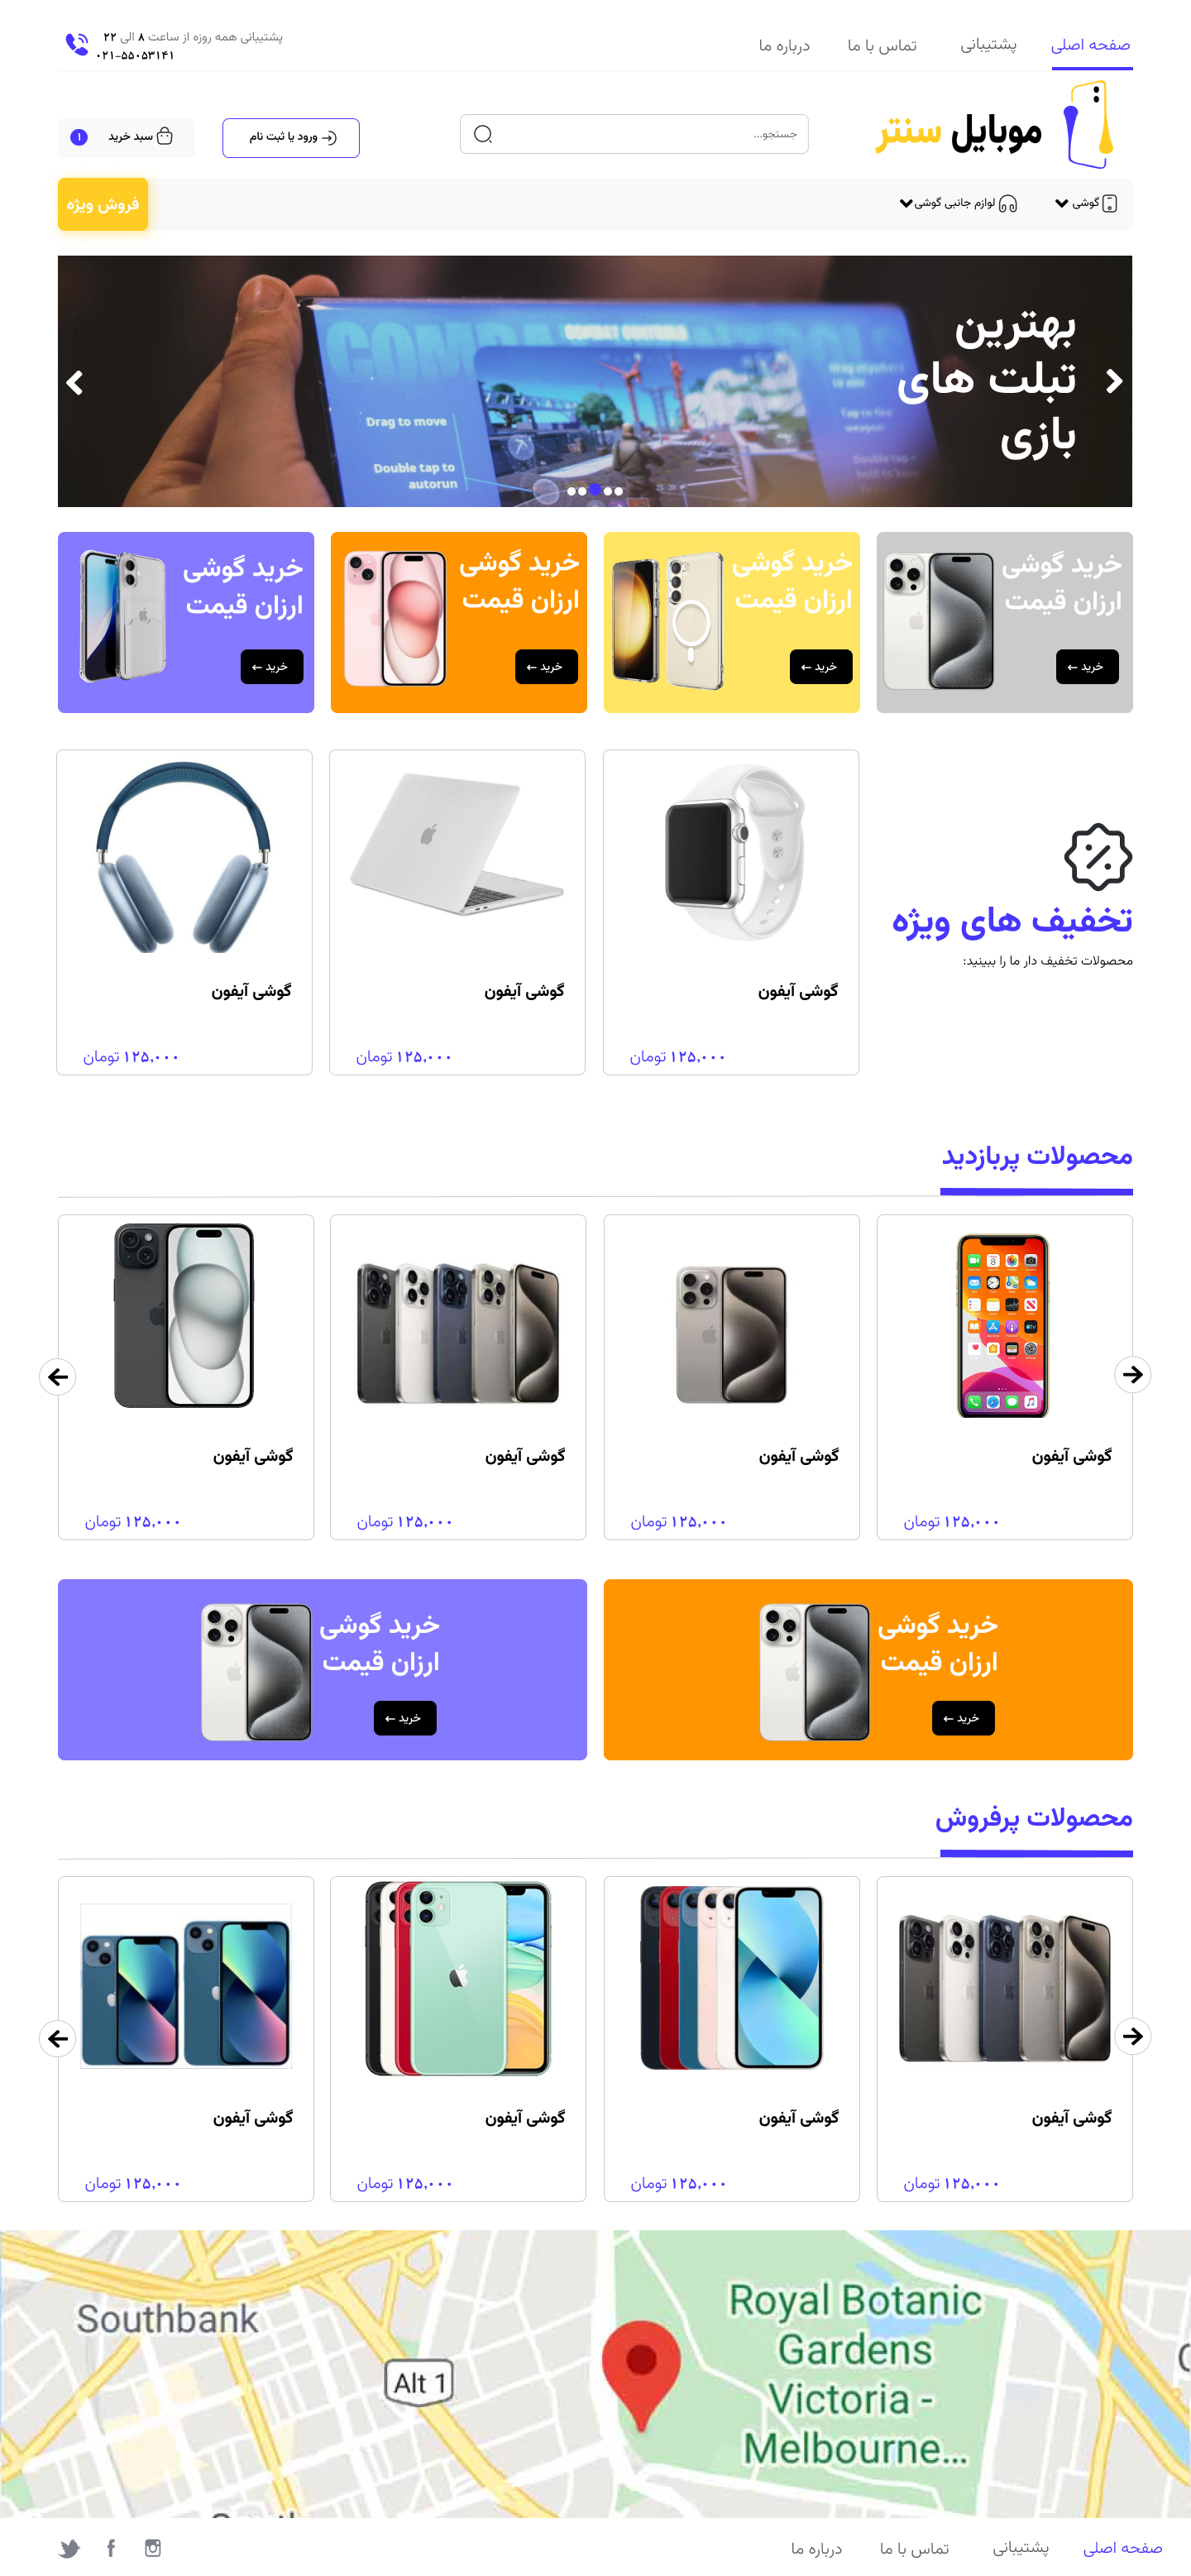 صفحه اصلی
پشتیبانی
تماس با ما
درباره ما
پشتیبانی همه روزه از ساعت ۸ الی ۲۲
۰۲۱-۵۵۰۵۳۱۴۱
موبایل سنتر
جستجو...
ورود یا ثبت نام
سبد خرید
۱
گوشی
لوازم جانبی گوشی
فروش ویژه
بهترین
تبلت های
بازی
COMBAT CONTROLS
Drag to move
Double tap to
autorun
خرید گوشی
ارزان قیمت
خرید
خرید گوشی
ارزان قیمت
خرید
خرید گوشی
ارزان قیمت
خرید
خرید گوشی
ارزان قیمت
خرید
تخفیف های ویژه
محصولات تخفیف دار ما را ببینید:
گوشی آیفون
۱۲۵,۰۰۰ تومان
گوشی آیفون
۱۲۵,۰۰۰ تومان
گوشی آیفون
۱۲۵,۰۰۰ تومان
محصولات پربازدید
گوشی آیفون
۱۲۵,۰۰۰ تومان
گوشی آیفون
۱۲۵,۰۰۰ تومان
گوشی آیفون
۱۲۵,۰۰۰ تومان
گوشی آیفون
۱۲۵,۰۰۰ تومان
خرید گوشی
ارزان قیمت
خرید
خرید گوشی
ارزان قیمت
خرید
محصولات پرفروش
گوشی آیفون
۱۲۵,۰۰۰ تومان
گوشی آیفون
۱۲۵,۰۰۰ تومان
گوشی آیفون
۱۲۵,۰۰۰ تومان
گوشی آیفون
۱۲۵,۰۰۰ تومان
Southbank
Alt 1
Royal Botanic
Gardens
Victoria -
Melbourne...
صفحه اصلی
پشتیبانی
تماس با ما
درباره ما